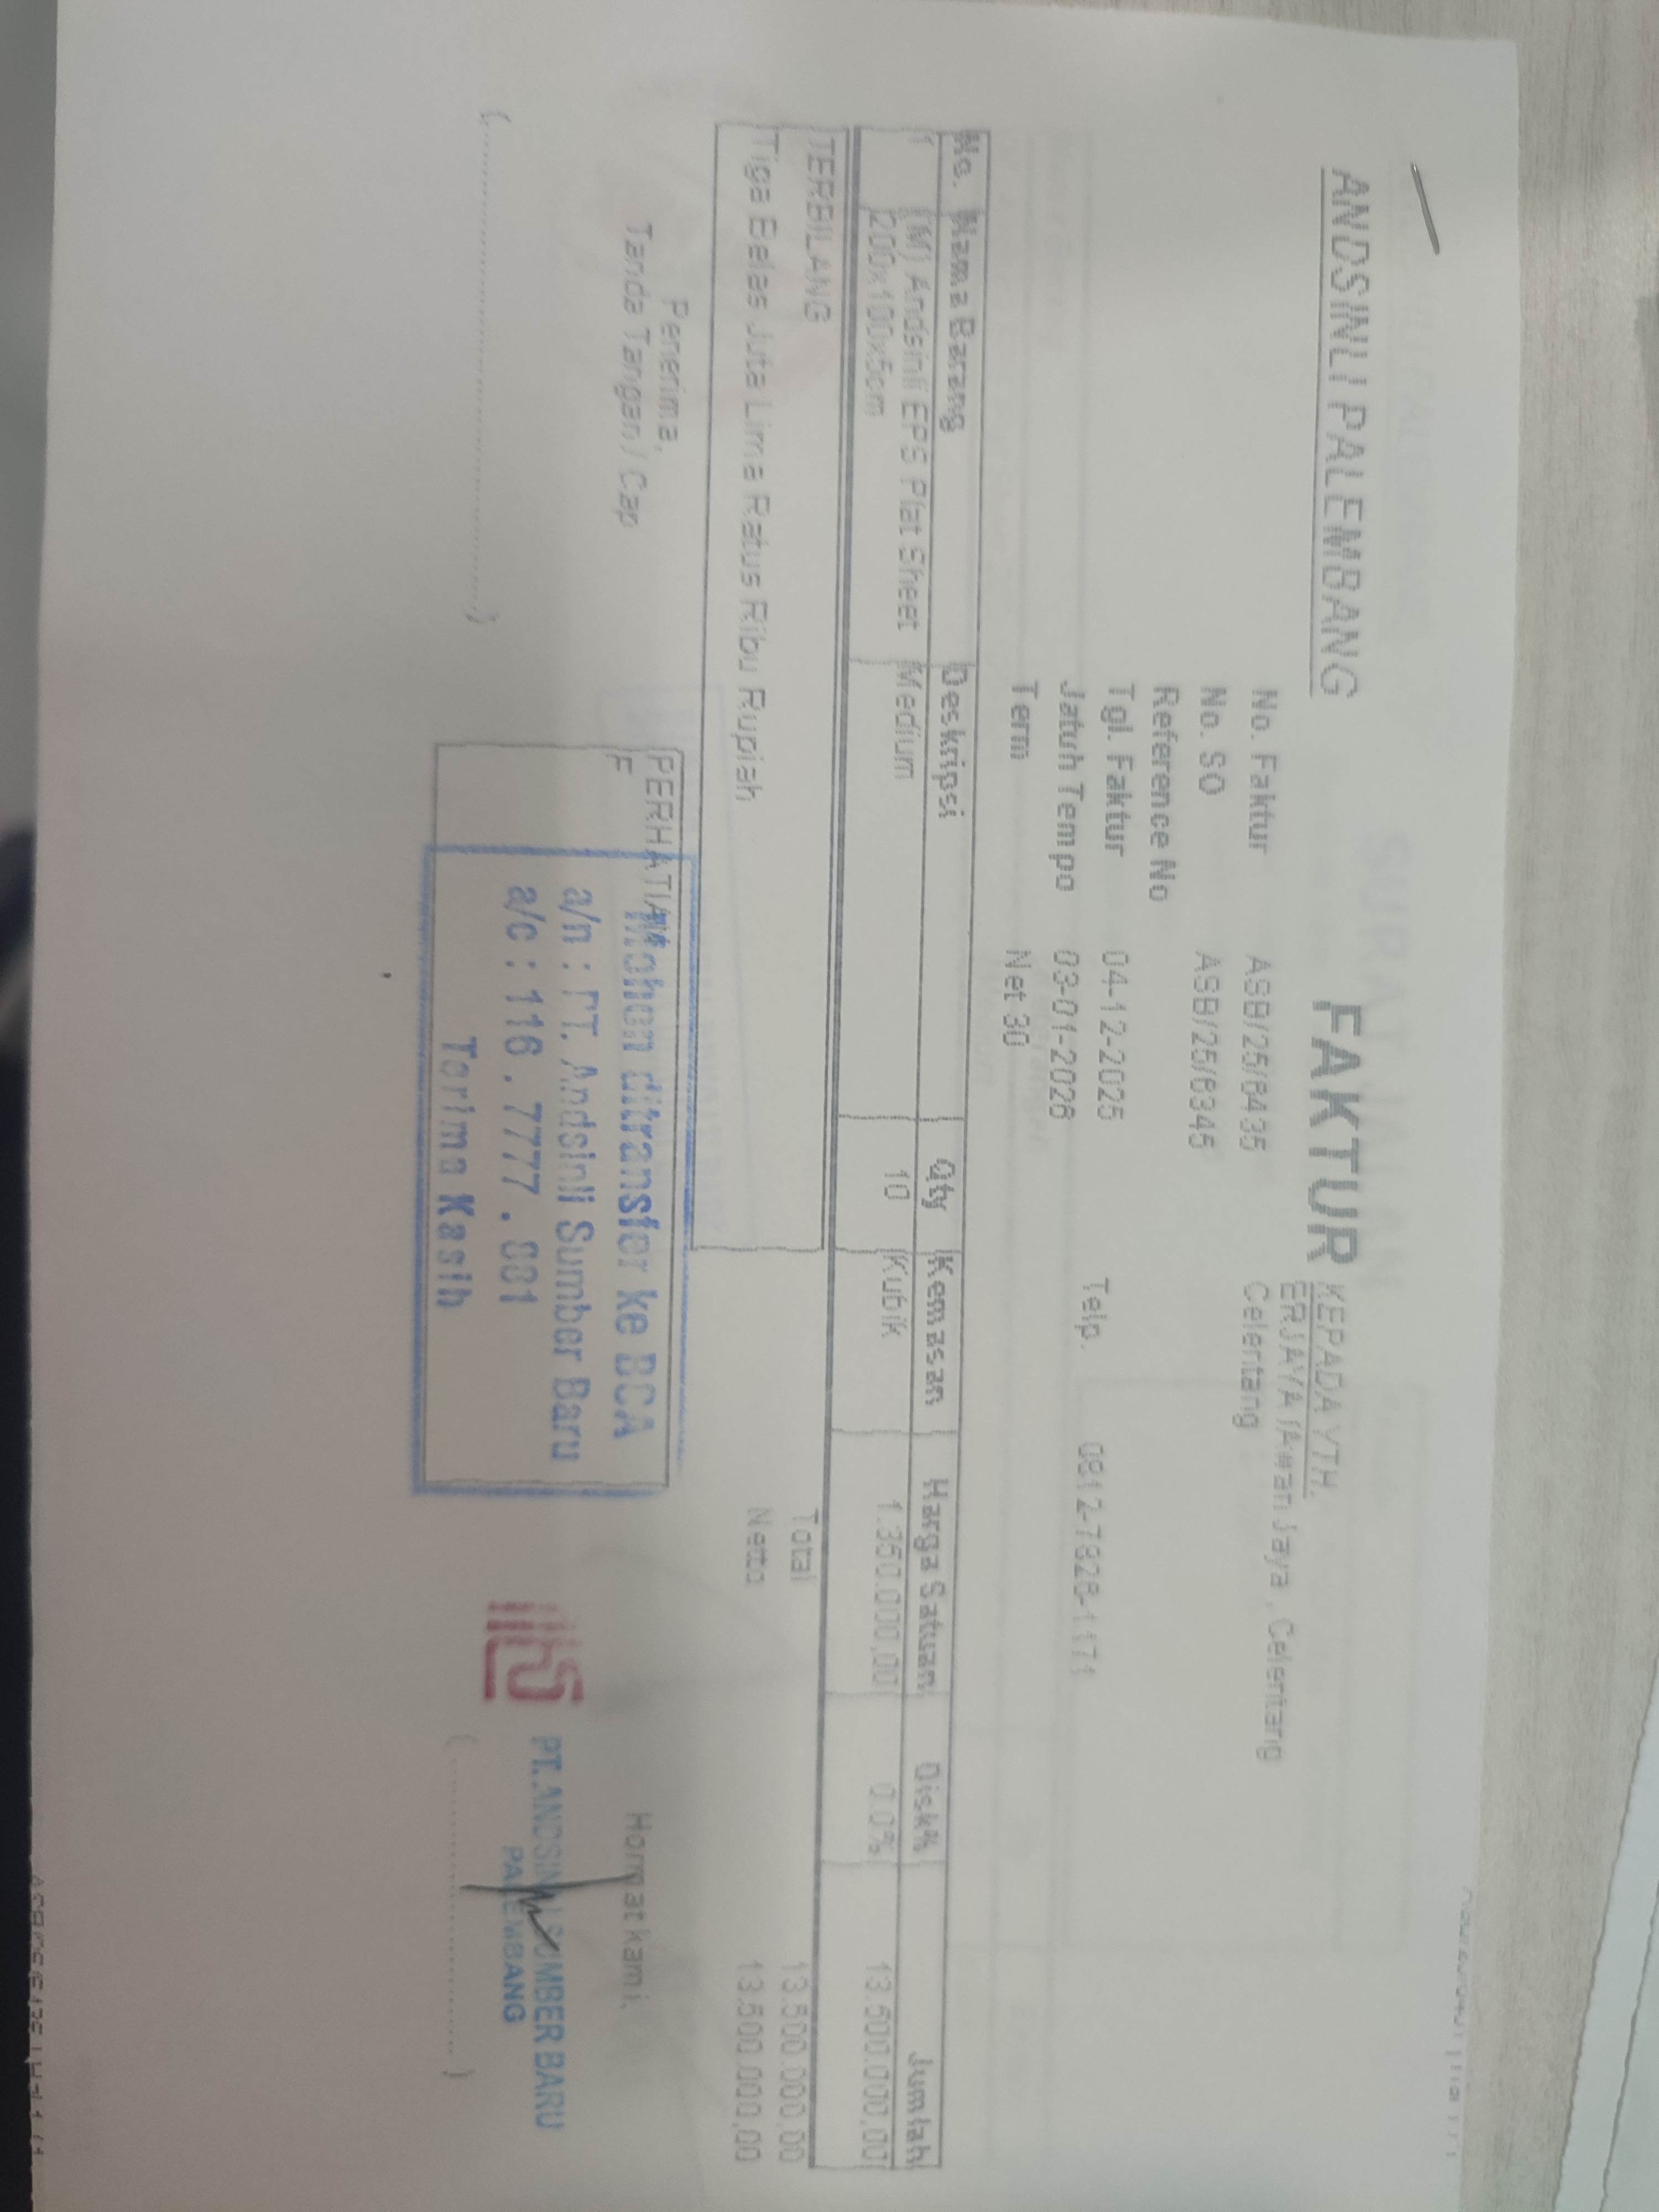 ANDSINLI PALEMBANG
FAKTUR
KEPADA YTH.
ERJAYA (Awan Jaya, Celentang
Celentang
No. Faktur ASB/25/6435
No. SO ASB/25/6345
Reference No
Tgl. Faktur 04-12-2025
Jatuh Tempo 03-01-2026
Term Net 30
Telp. 0812-7828-1171
No. Nama Barang Deskripsi Qty Kemasan Harga Satuan Disk% Jumlah
1 (M) Andsinli EPS Plat Sheet Medium 10 Kubik 1.350.000,00 0.0% 13.500.000,00
200x100x5cm
TERBILANG
Tiga Belas Juta Lima Ratus Ribu Rupiah
Total 13.500.000,00
Netto 13.500.000,00
Penerima,
Tanda Tangan / Cap
(..............................)
PERHATIAN
F
Mohon ditransfer ke BCA
a/n : PT. Andsinli Sumber Baru
a/c : 116 . 7777 . 881
Terima Kasih
Hormat kami,
PT. ANDSINLI SUMBER BARU
PALEMBANG
(..............................)